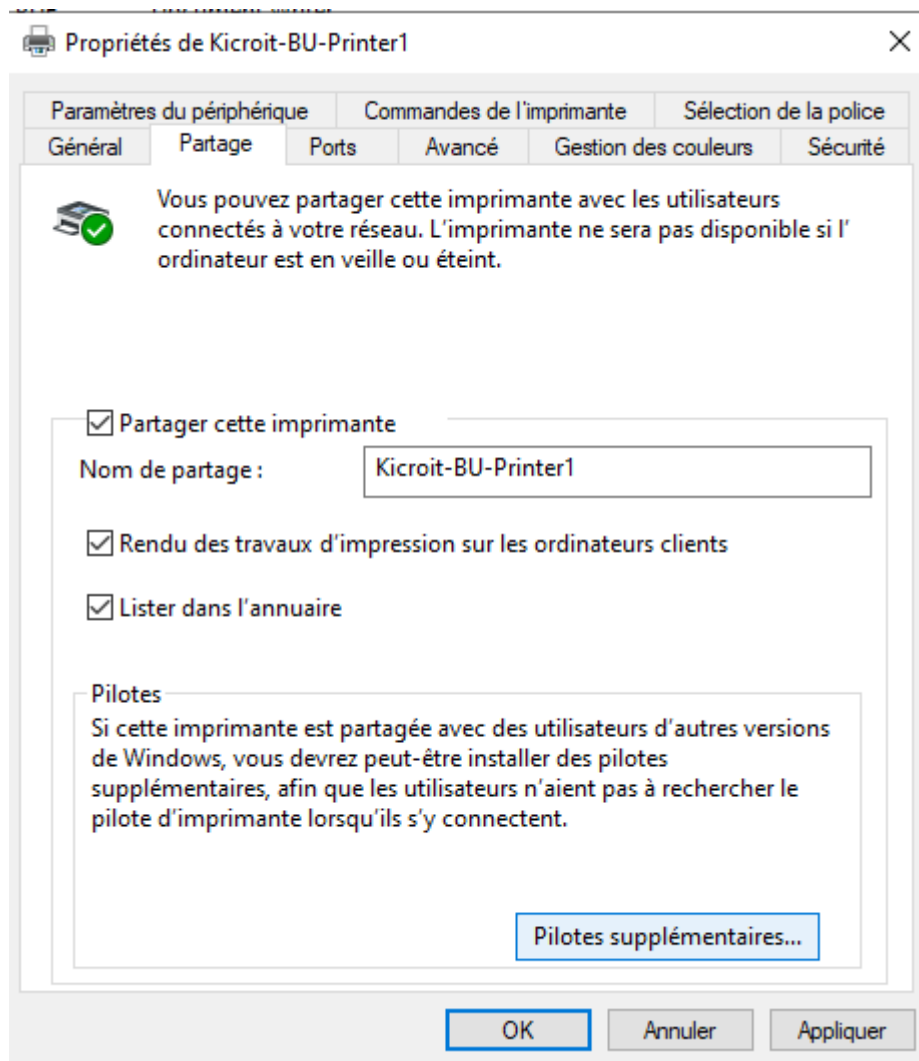 Propriétés de Kicroit-BU-Printer1
Paramètres du périphérique Commandes de l'imprimante Sélection de la police
Général Partage Ports Avancé Gestion des couleurs Sécurité
Vous pouvez partager cette imprimante avec les utilisateurs
connectés à votre réseau. L'imprimante ne sera pas disponible si l'
ordinateur est en veille ou éteint.
Partager cette imprimante
Nom de partage : Kicroit-BU-Printer1
Rendu des travaux d'impression sur les ordinateurs clients
Lister dans l'annuaire
Pilotes
Si cette imprimante est partagée avec des utilisateurs d'autres versions
de Windows, vous devrez peut-être installer des pilotes
supplémentaires, afin que les utilisateurs n'aient pas à rechercher le
pilote d'imprimante lorsqu'ils s'y connectent.
Pilotes supplémentaires...
OK Annuler Appliquer